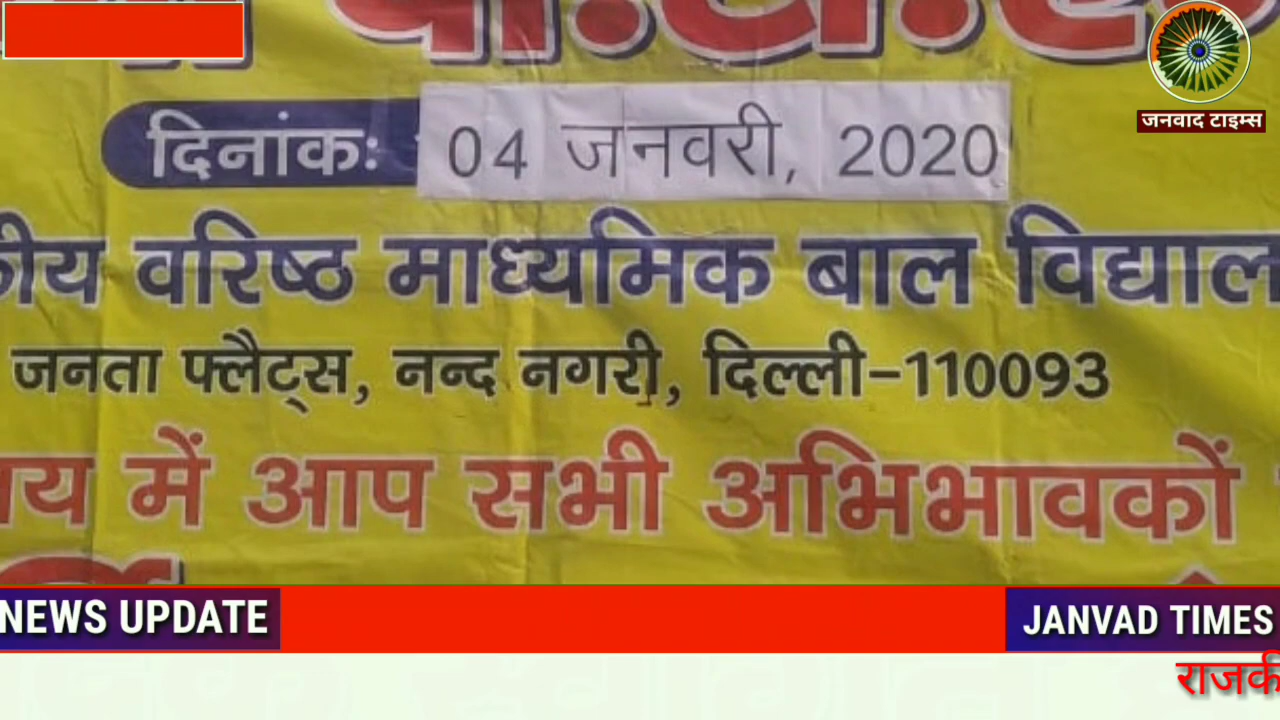 जनवाद टाइम्स
दिनांकः 04 जनवरी, 2020
वरिष्ठ माध्यमिक बाल
जनता फ्लैट्स, नन्द नगरी, दिल्ली-110093
में आप सभी अभिभावकों
NEWS UPDATE
JANVAD TIMES